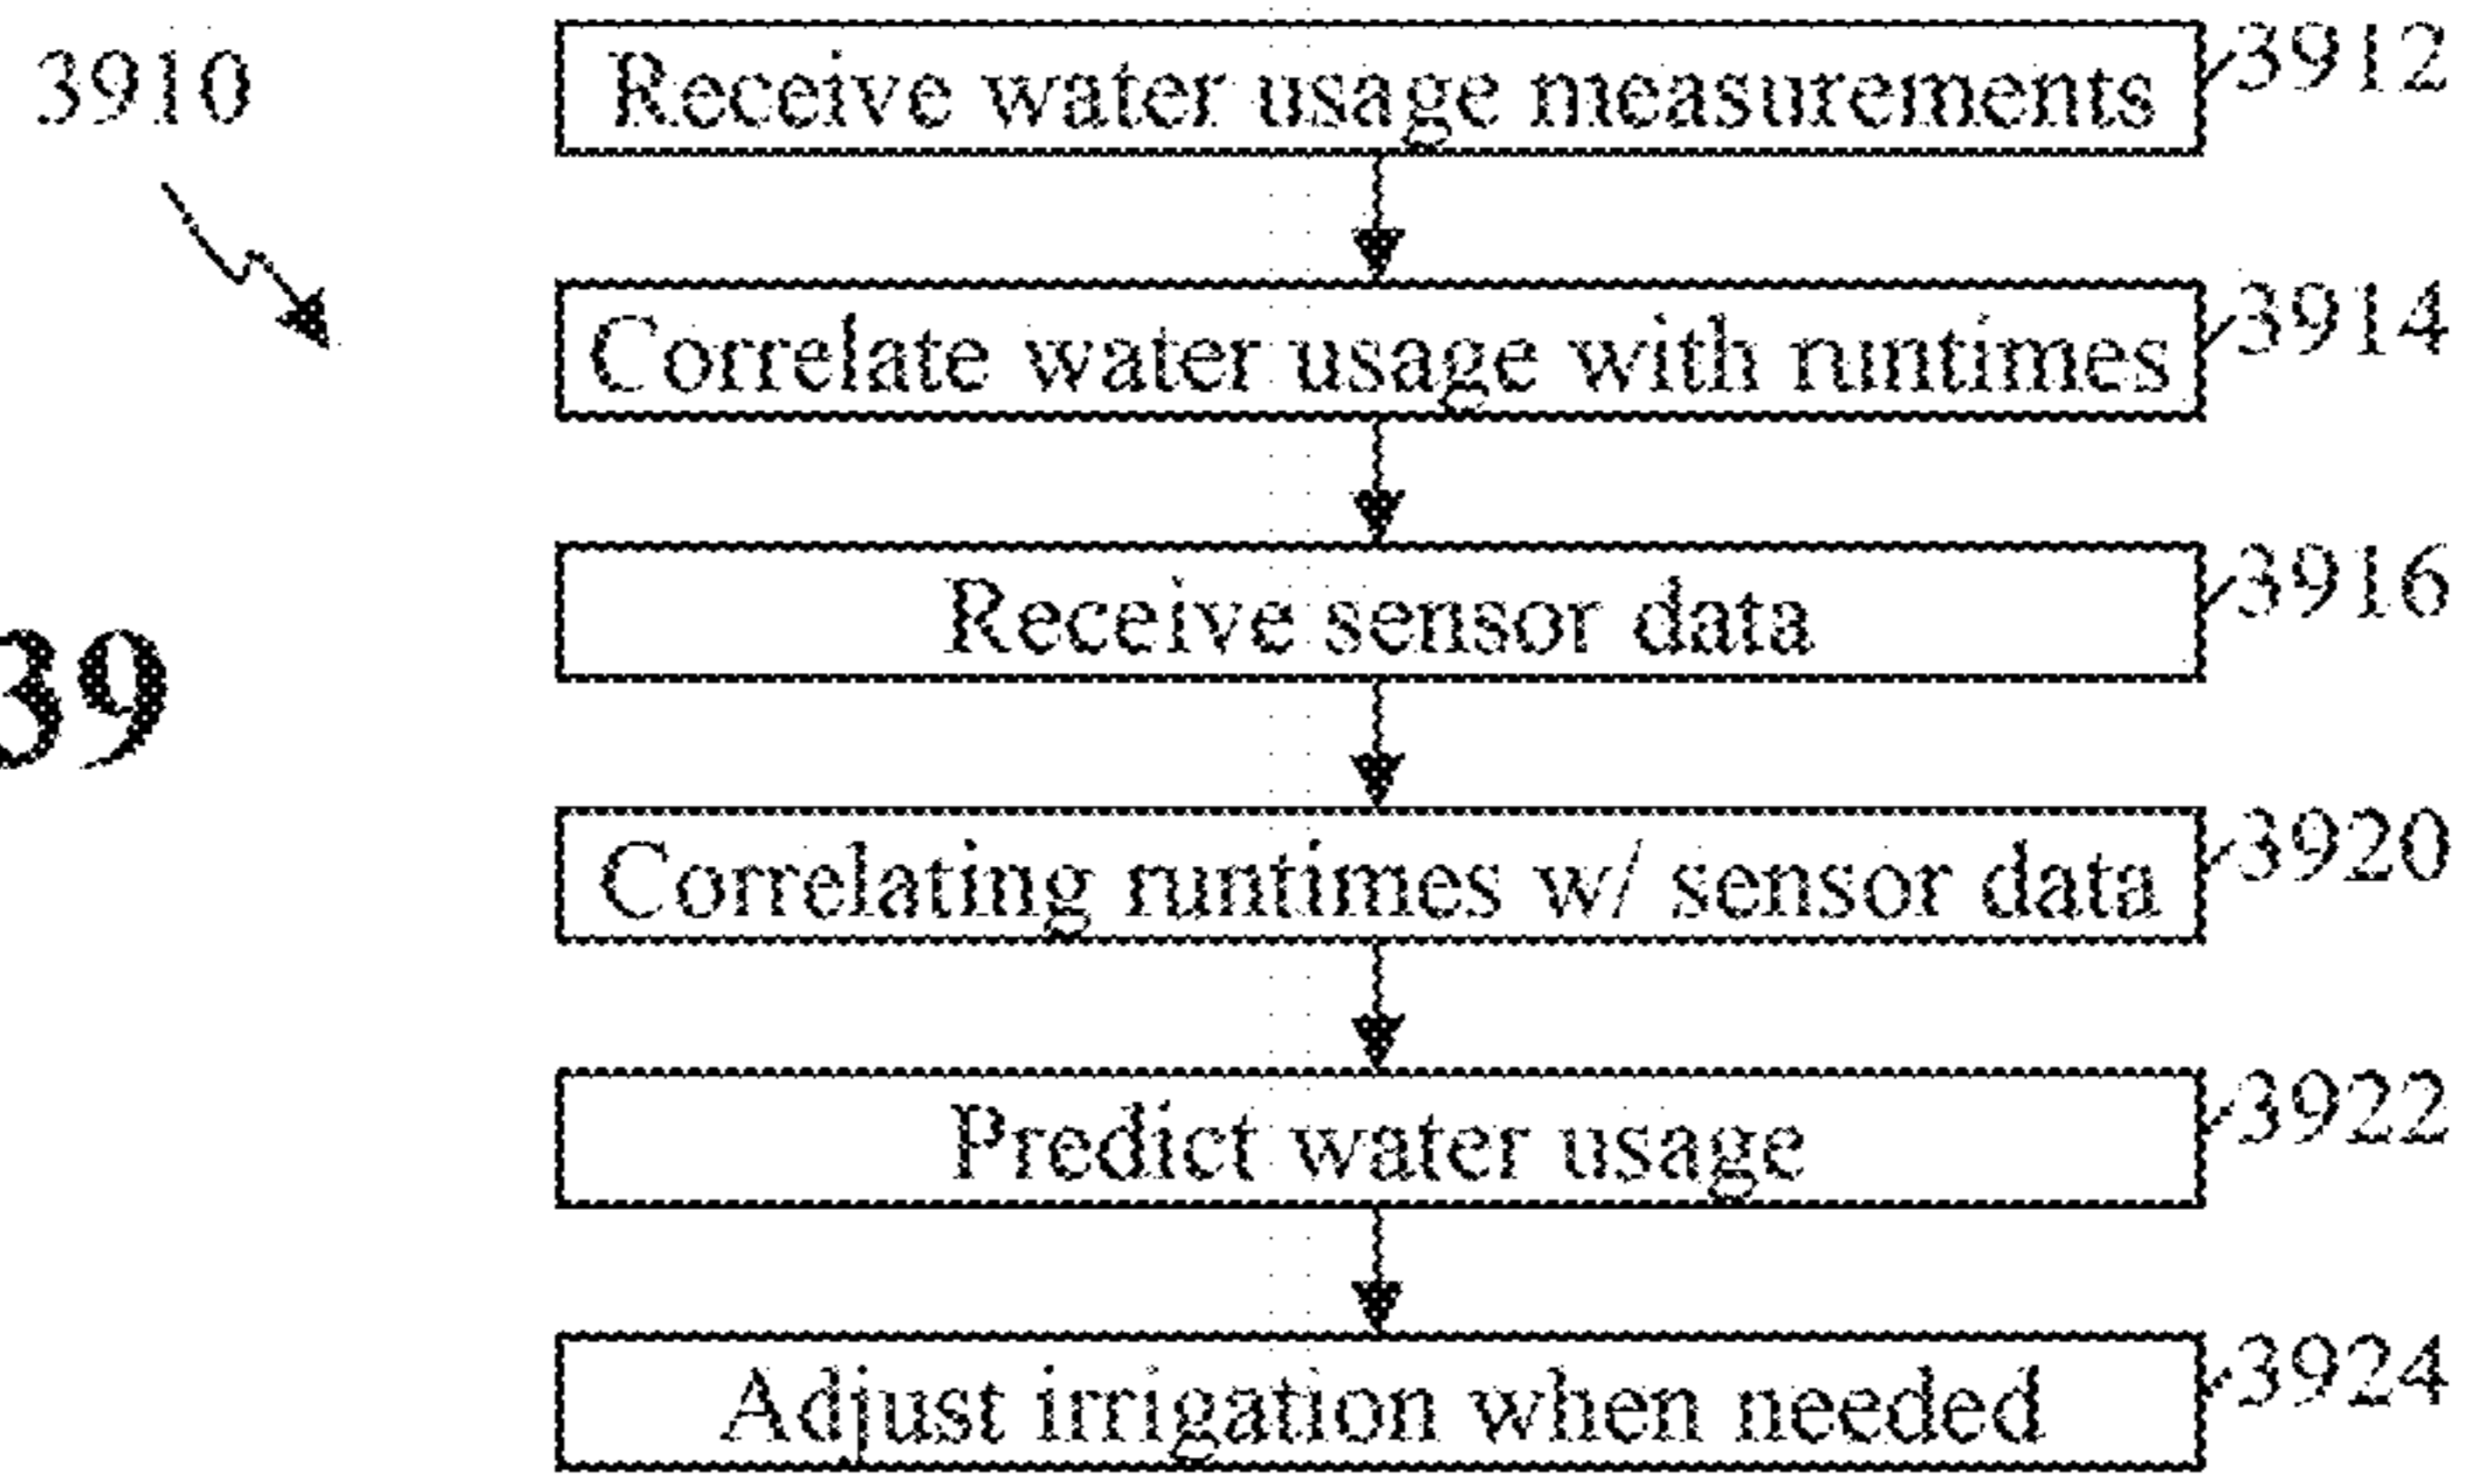 3910
Receive water usage measurements
3912
Correlate water usage with runtimes
3914
Receive sensor data
3916
39
Correlating runtimes w/ sensor data
3920
Predict water usage
3922
Adjust irrigation when needed
3924